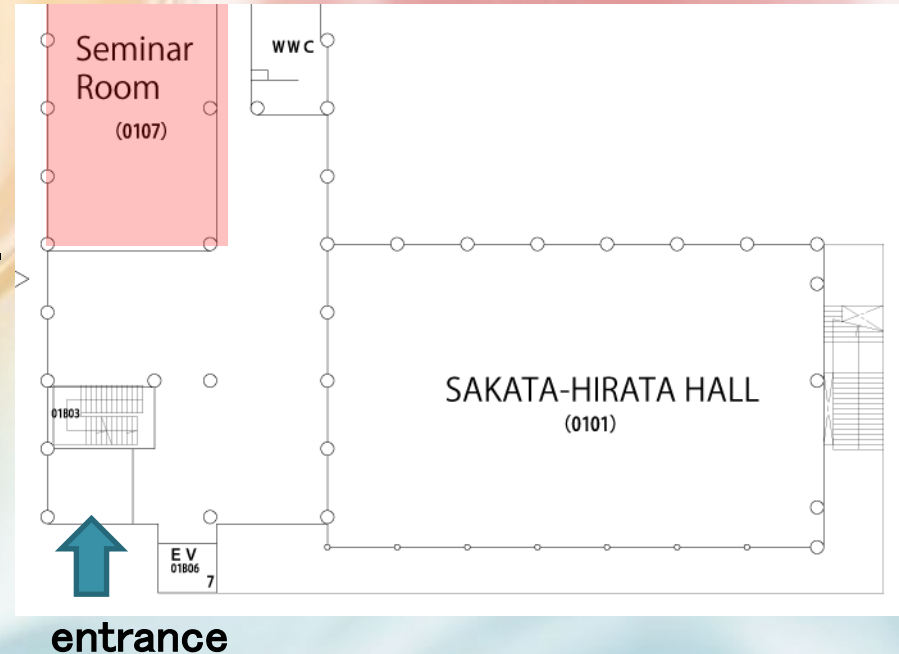 Seminar
Room
(0107)
WWC
01B03
SAKATA-HIRATA HALL
(0101)
EV
01B06
7
entrance